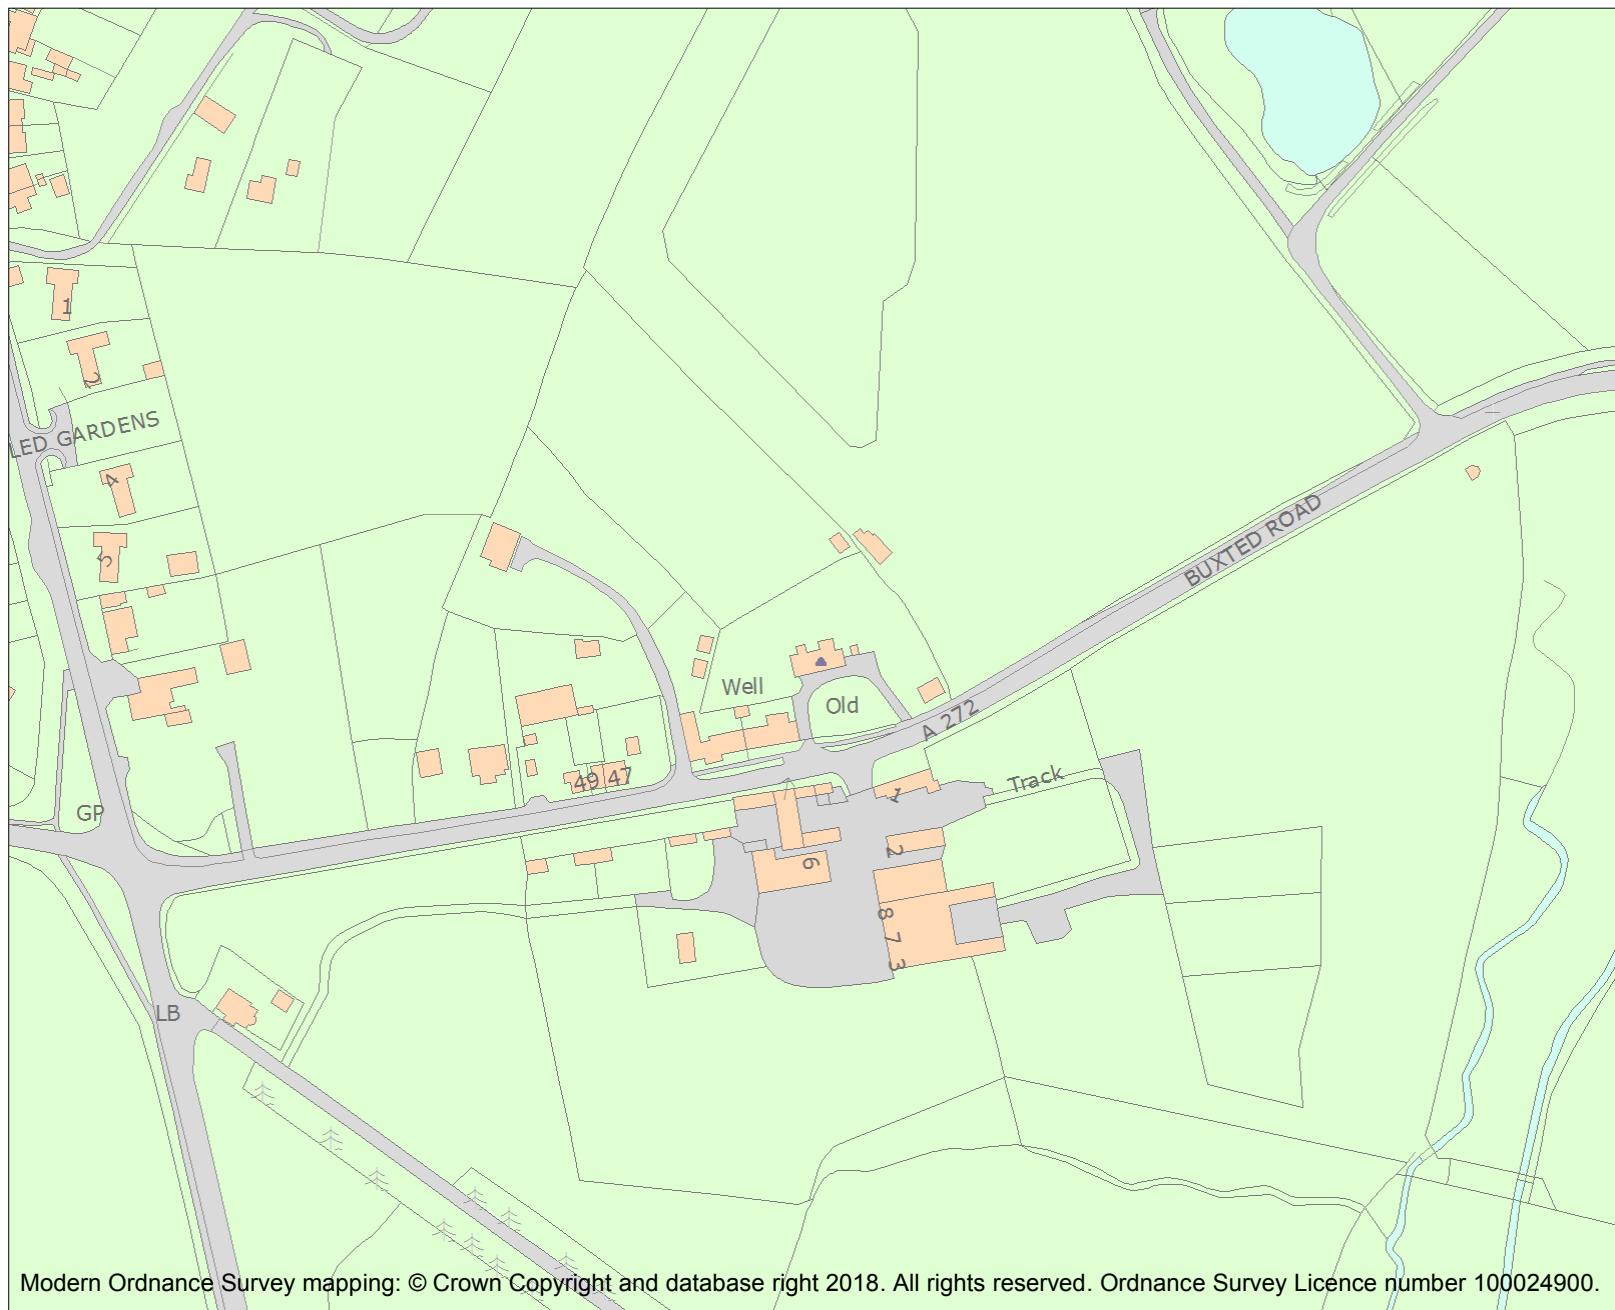 1
2
LED GARDENS
4
BUXTED ROAD
5
Well
Old
A 272
49 47
Track
1
GP
2
6
8
7
3
LB
Modern Ordnance Survey mapping: © Crown Copyright and database right 2018. All rights reserved. Ordnance Survey Licence number 100024900.